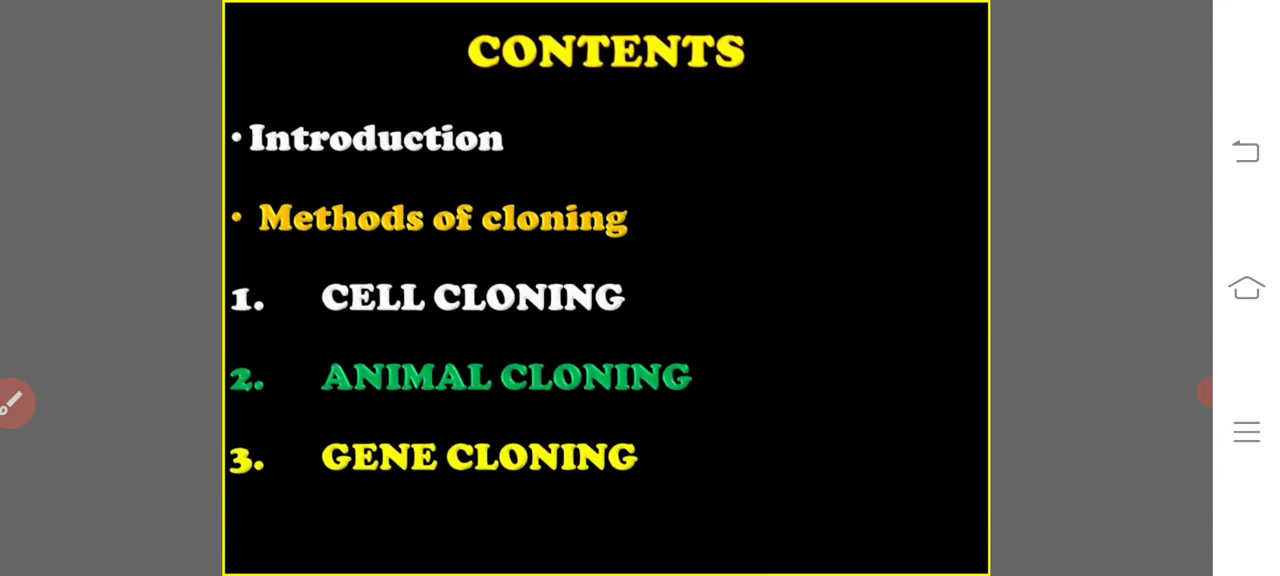 CONTENTS
• Introduction
• Methods of cloning
1. CELL CLONING
2. ANIMAL CLONING
3. GENE CLONING